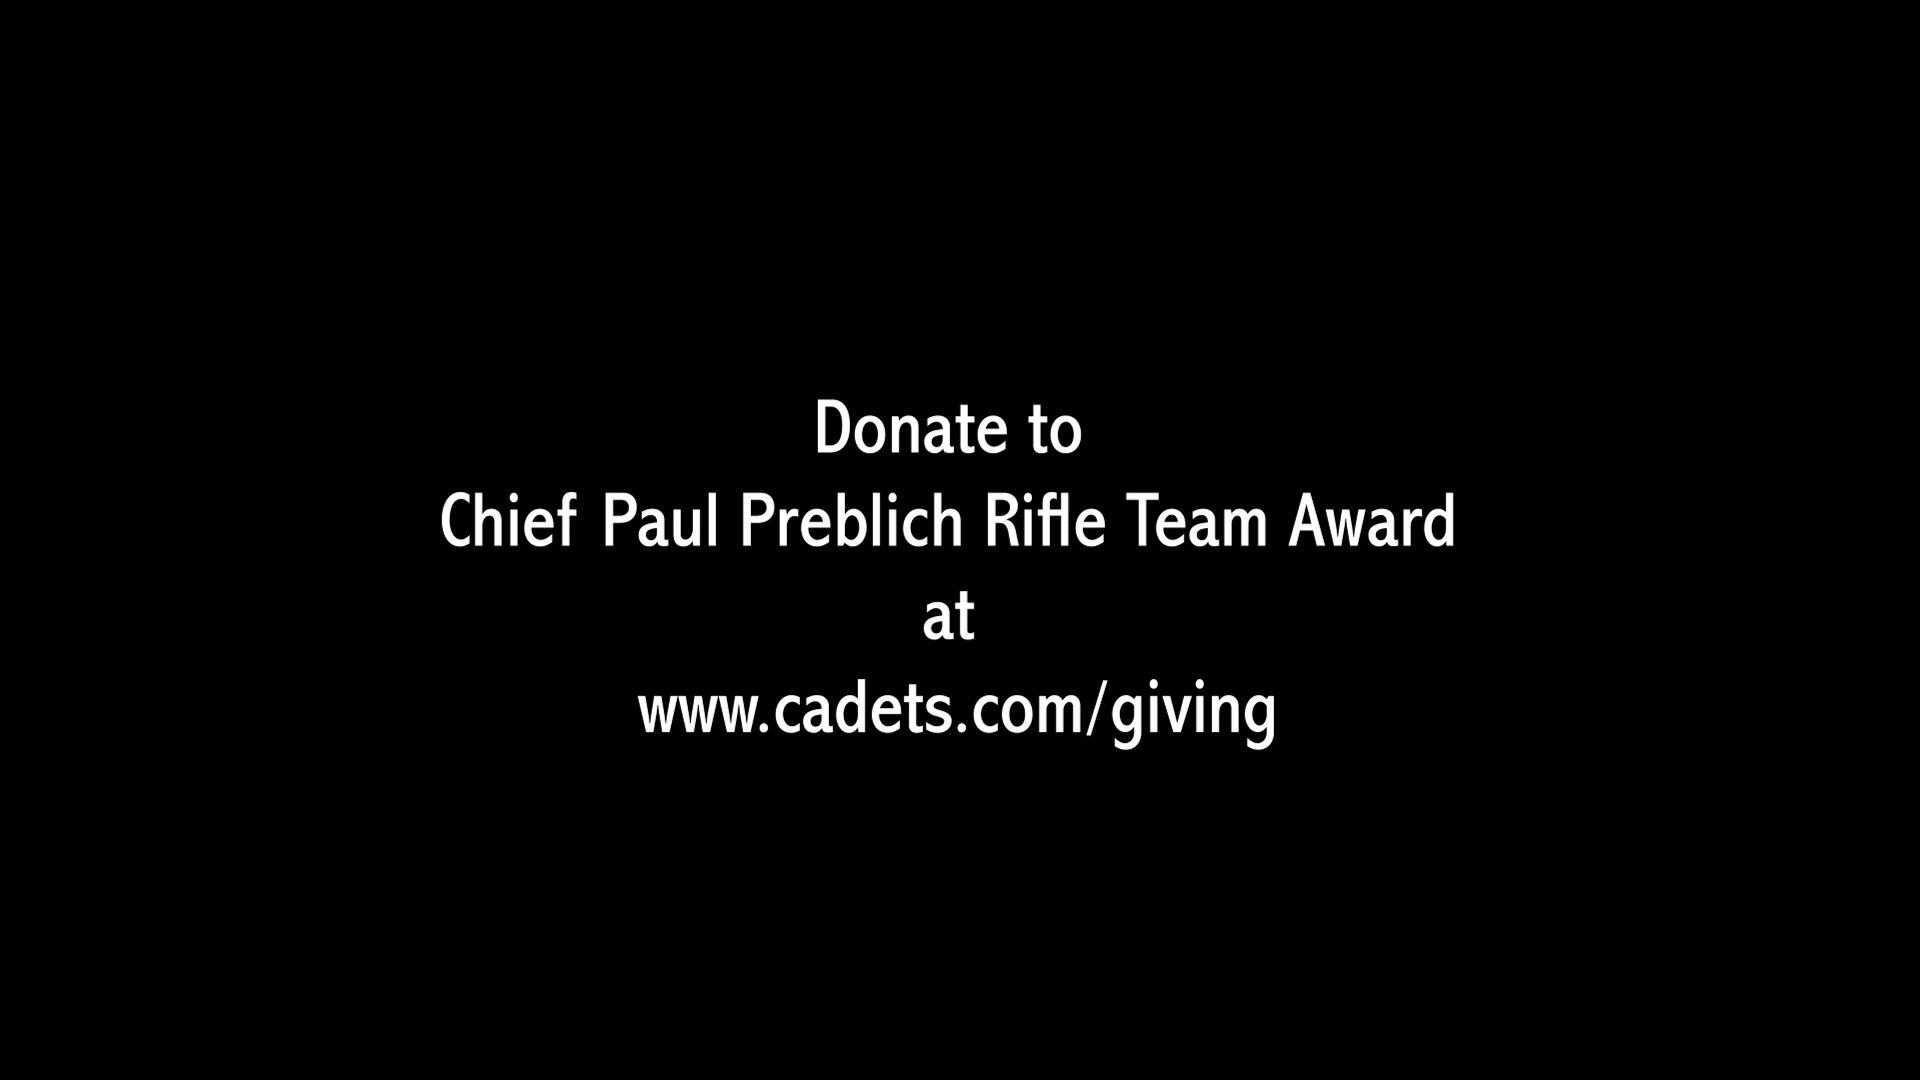 Donate to
Chief Paul Preblich Rifle Team Award
at
www.cadets.com/giving